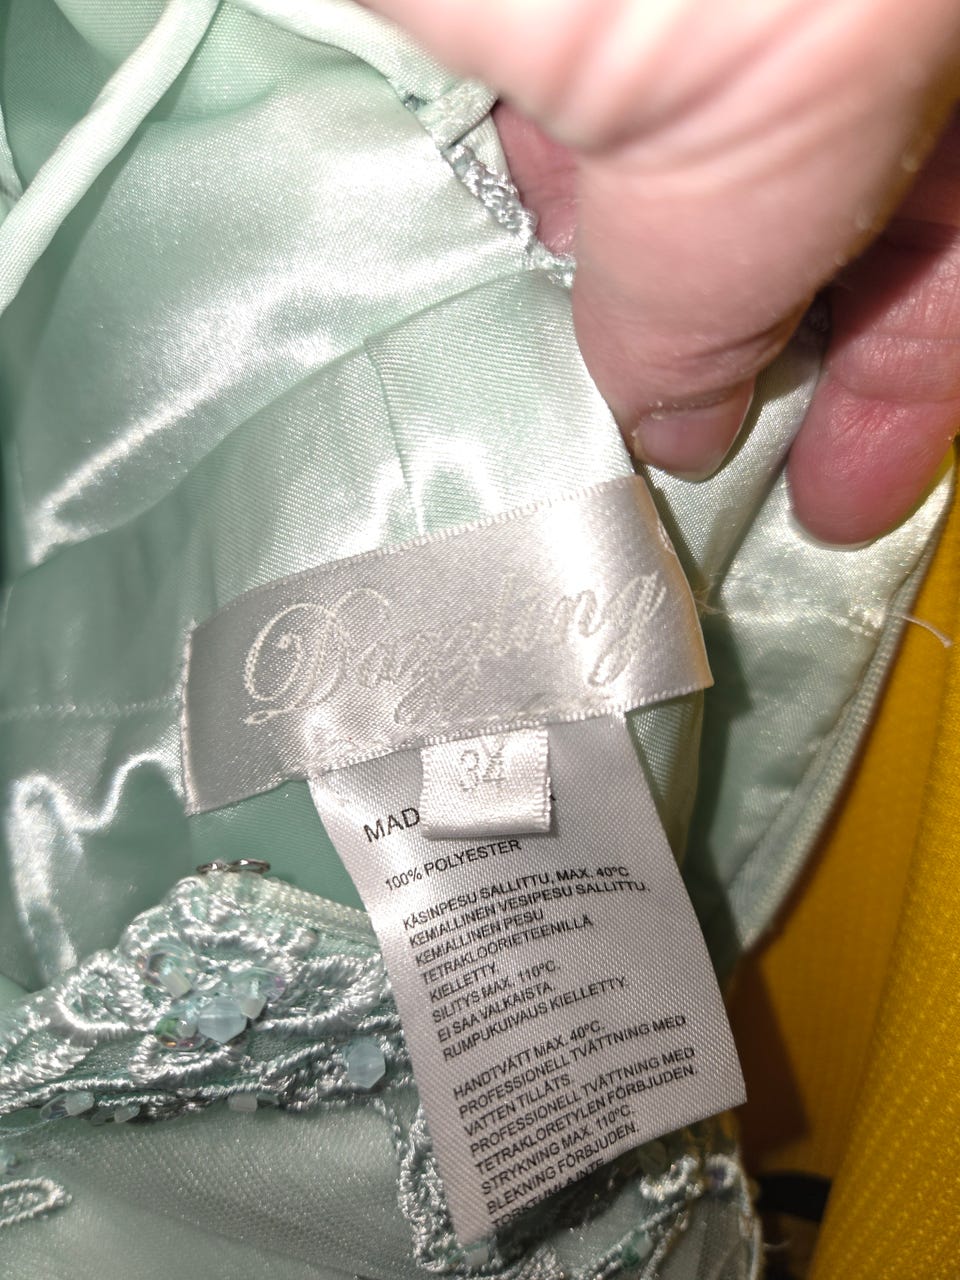 Dazzling
34
MAD
100% POLYESTER
KÄSINPESU SALLITTU. MAX. 40°C
KEMIALLINEN VESIPESU SALLITTU.
KEMIALLINEN PESU
TETRAKLOORIETEENILLÄ
KIELLETTY.
SILITYS MAX. 110°C.
EI SAA VALKAISTA.
RUMPUKUIVAUS KIELLETTY.
HANDTVÄTT MAX. 40°C.
PROFESSIONELL TVÄTTNING MED
VATTEN TILLÅTS.
PROFESSIONELL TVÄTTNING MED
TETRAKLORETYLEN FÖRBJUDEN.
STRYKNING MAX. 110°C.
BLEKNING FÖRBJUDEN.